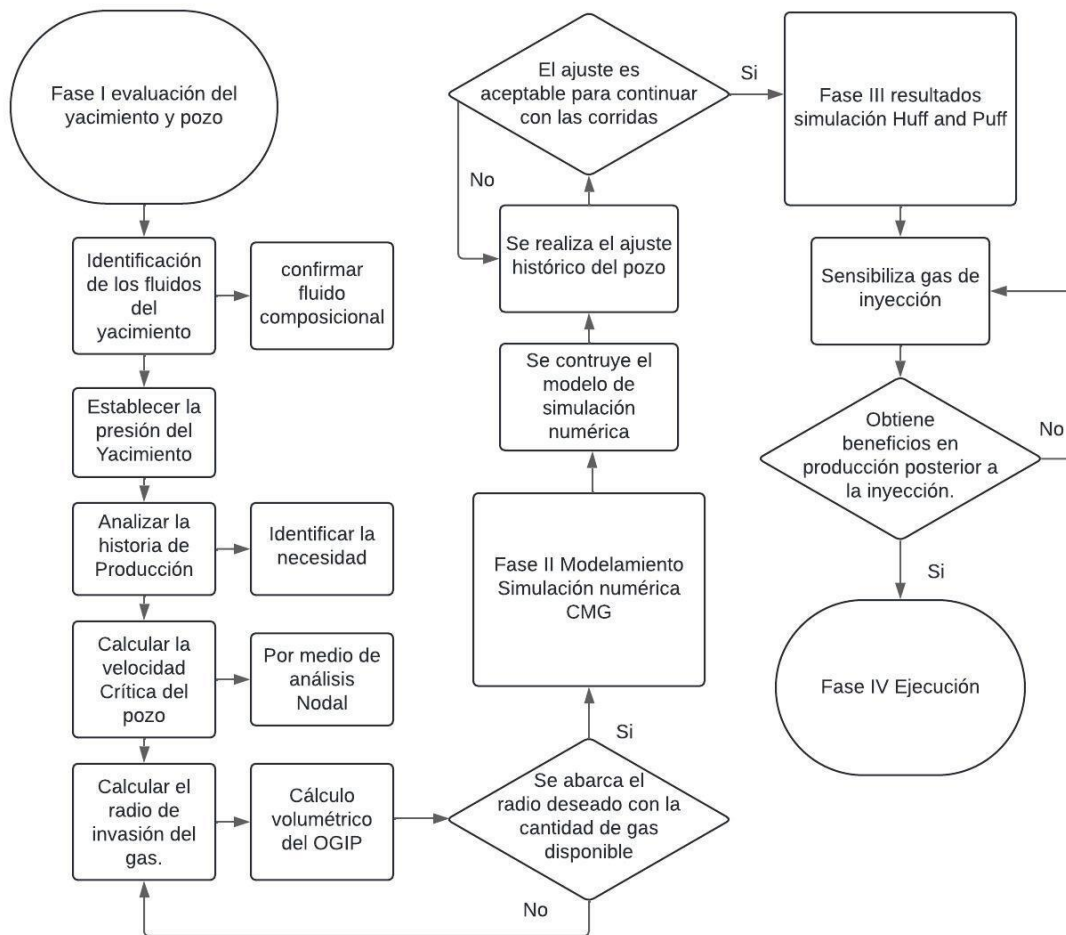 Fase I evaluación del
yacimiento y pozo
Identificación
de los fluidos
del
yacimiento
confirmar
fluido
composicional
Establecer la
presión del
Yacimiento
Analizar la
historia de
Producción
Identificar la
necesidad
Calcular la
velocidad
Crítica del
pozo
Por medio de
análisis
Nodal
Calcular el
radio de
invasión del
gas.
Cálculo
volumétrico
del OGIP
Se abarca el
radio deseado con la
cantidad de gas
disponible
No
Si
Fase II Modelamiento
Simulación numérica
CMG
Se contruye el
modelo de
simulación
numérica
Se realiza el ajuste
histórico del pozo
El ajuste es
aceptable para continuar
con las corridas
No
Si
Fase III resultados
simulación Huff and Puff
Sensibiliza gas de
inyección
Obtiene
beneficios en
producción posterior a
la inyección.
No
Si
Fase IV Ejecución